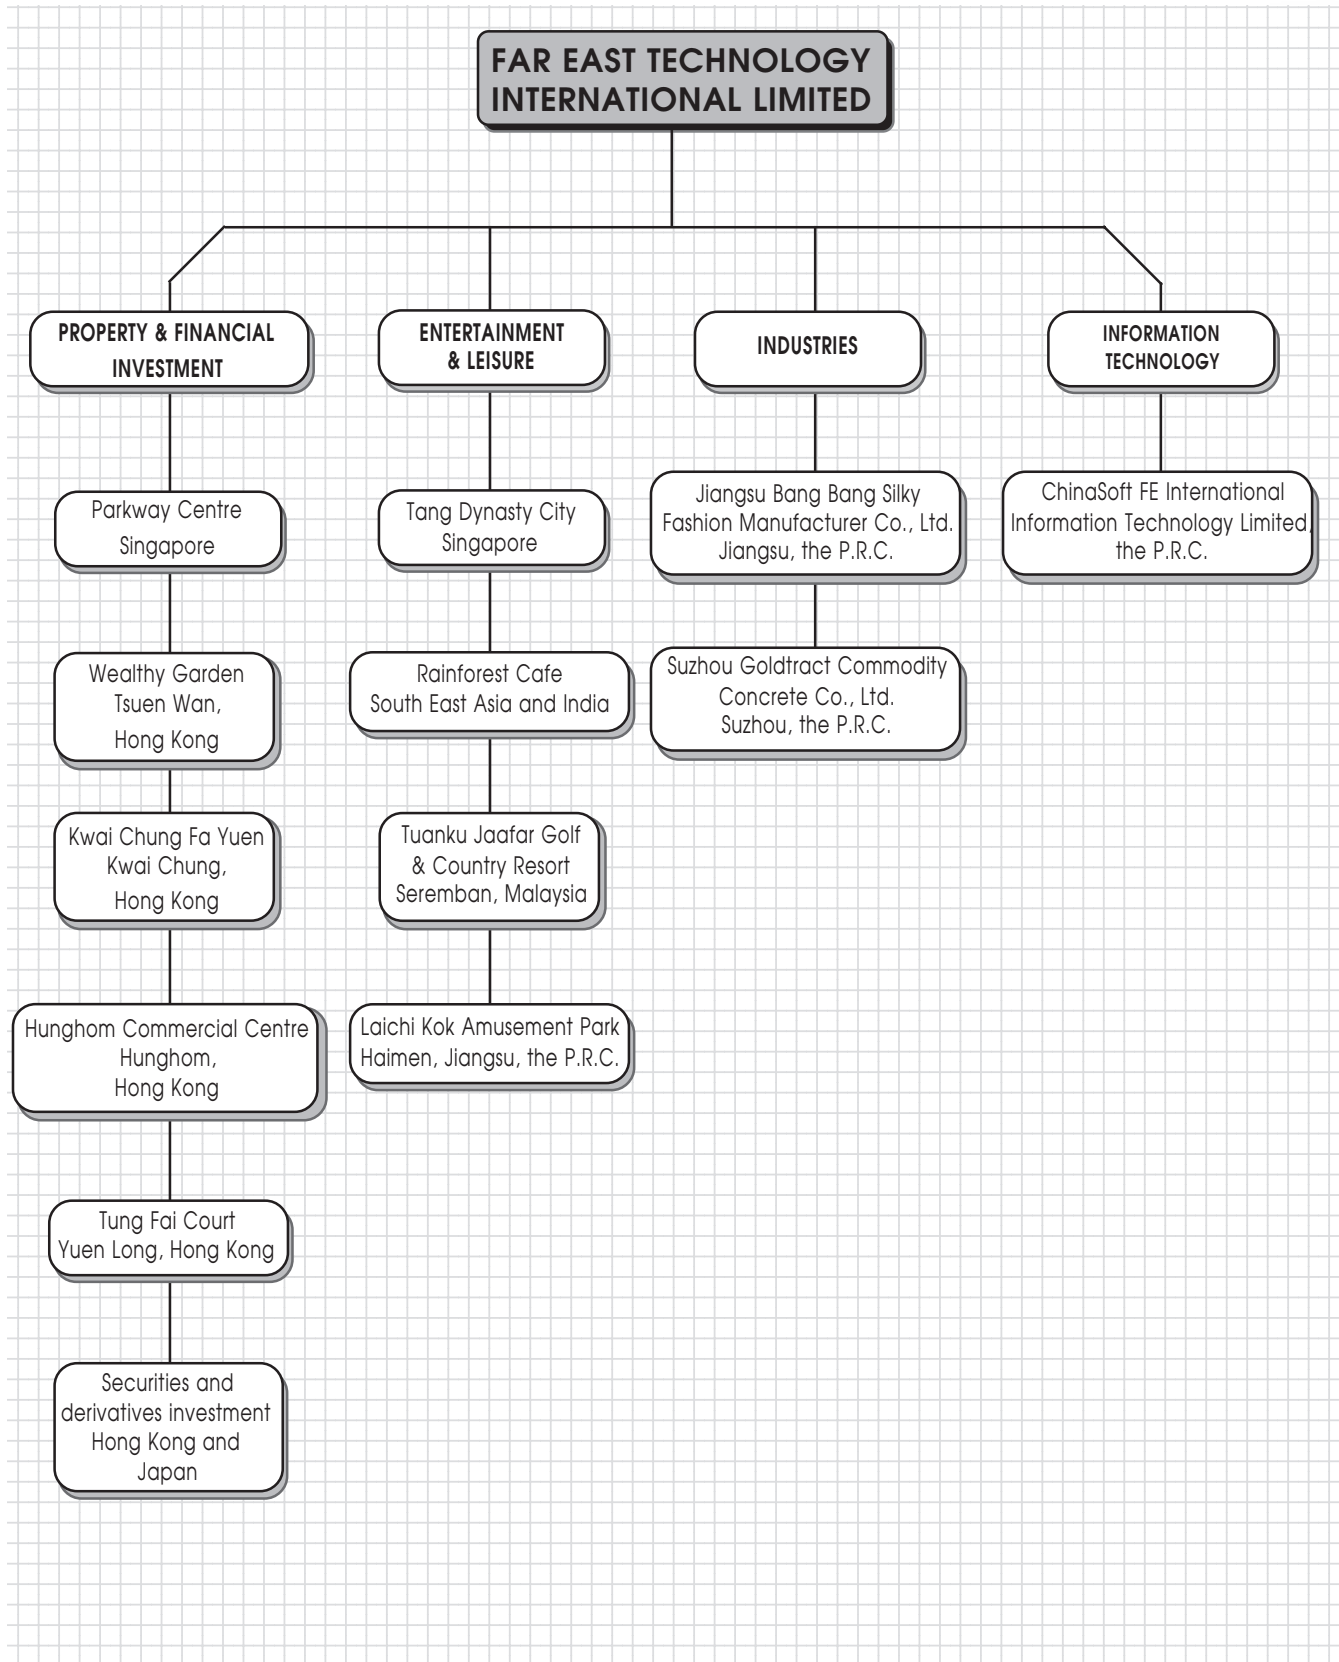 FAR EAST TECHNOLOGY
INTERNATIONAL LIMITED
PROPERTY & FINANCIAL
INVESTMENT
Parkway Centre
Singapore
Wealthy Garden
Tsuen Wan,
Hong Kong
Kwai Chung Fa Yuen
Kwai Chung,
Hong Kong
Hunghom Commercial Centre
Hunghom,
Hong Kong
Tung Fai Court
Yuen Long, Hong Kong
Securities and
derivatives investment
Hong Kong and
Japan
ENTERTAINMENT
& LEISURE
Tang Dynasty City
Singapore
Rainforest Cafe
South East Asia and India
Tuanku Jaafar Golf
& Country Resort
Seremban, Malaysia
Laichi Kok Amusement Park
Haimen, Jiangsu, the P.R.C.
INDUSTRIES
Jiangsu Bang Bang Silky
Fashion Manufacturer Co., Ltd.
Jiangsu, the P.R.C.
Suzhou Goldtract Commodity
Concrete Co., Ltd.
Suzhou, the P.R.C.
INFORMATION
TECHNOLOGY
ChinaSoft FE International
Information Technology Limited,
the P.R.C.